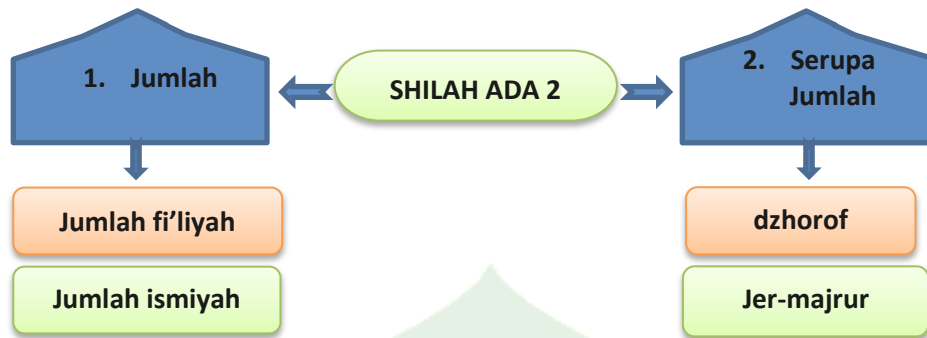 SHILAH ADA 2
1. Jumlah
Jumlah fi’liyah
Jumlah ismiyah
2. Serupa
Jumlah
dzhorof
Jer-majrur